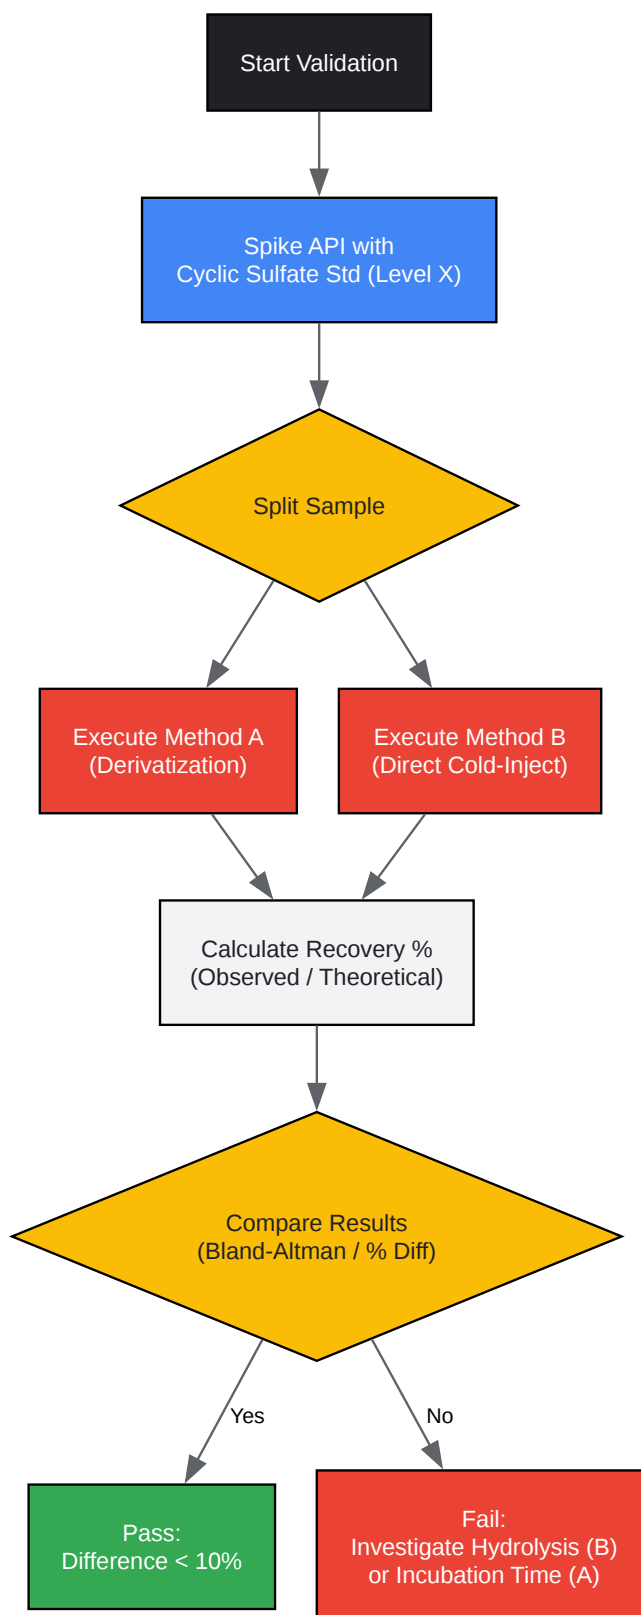 Start Validation
Spike API with
Cyclic Sulfate Std (Level X)
Split Sample
Execute Method A
(Derivatization)
Execute Method B
(Direct Cold-Inject)
Calculate Recovery %
(Observed / Theoretical)
Compare Results
(Bland-Altman / % Diff)
Yes
No
Pass:
Difference < 10%
Fail:
Investigate Hydrolysis (B)
or Incubation Time (A)